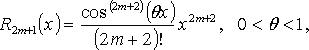 R_{2m+1}(x) = \frac{\cos^{(2m+2)}(\theta x)}{(2m+2)!} x^{2m+2}, 0 < \theta < 1,